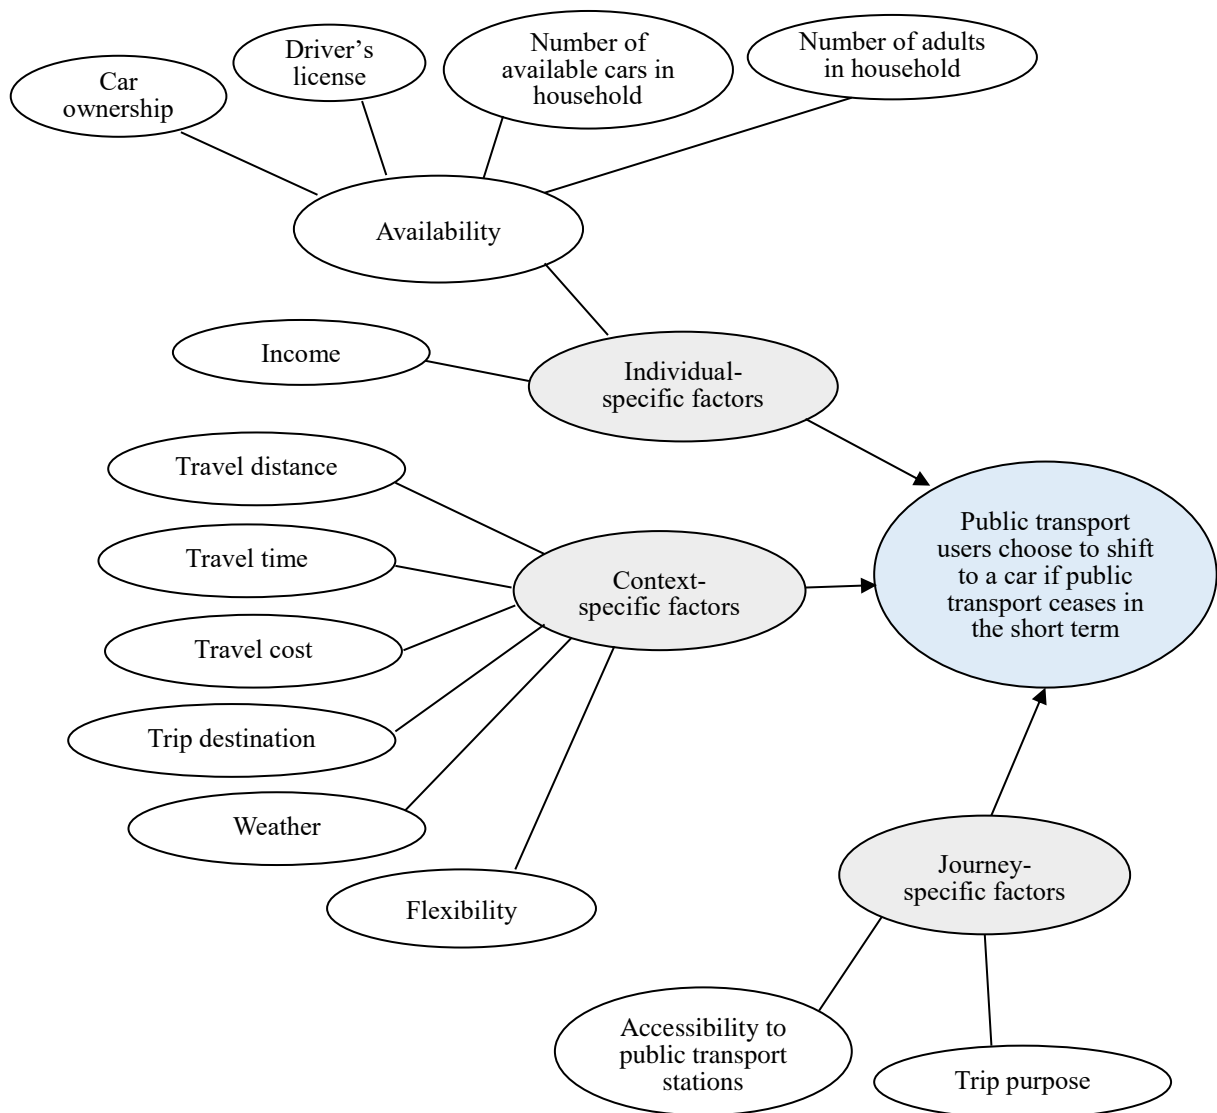 Car
ownership
Driver’s
license
Number of
available cars in
household
Number of adults
in household
Availability
Income
Individual-
specific factors
Travel distance
Travel time
Travel cost
Trip destination
Weather
Flexibility
Context-
specific factors
Public transport
users choose to shift
to a car if public
transport ceases in
the short term
Journey-
specific factors
Accessibility to
public transport
stations
Trip purpose